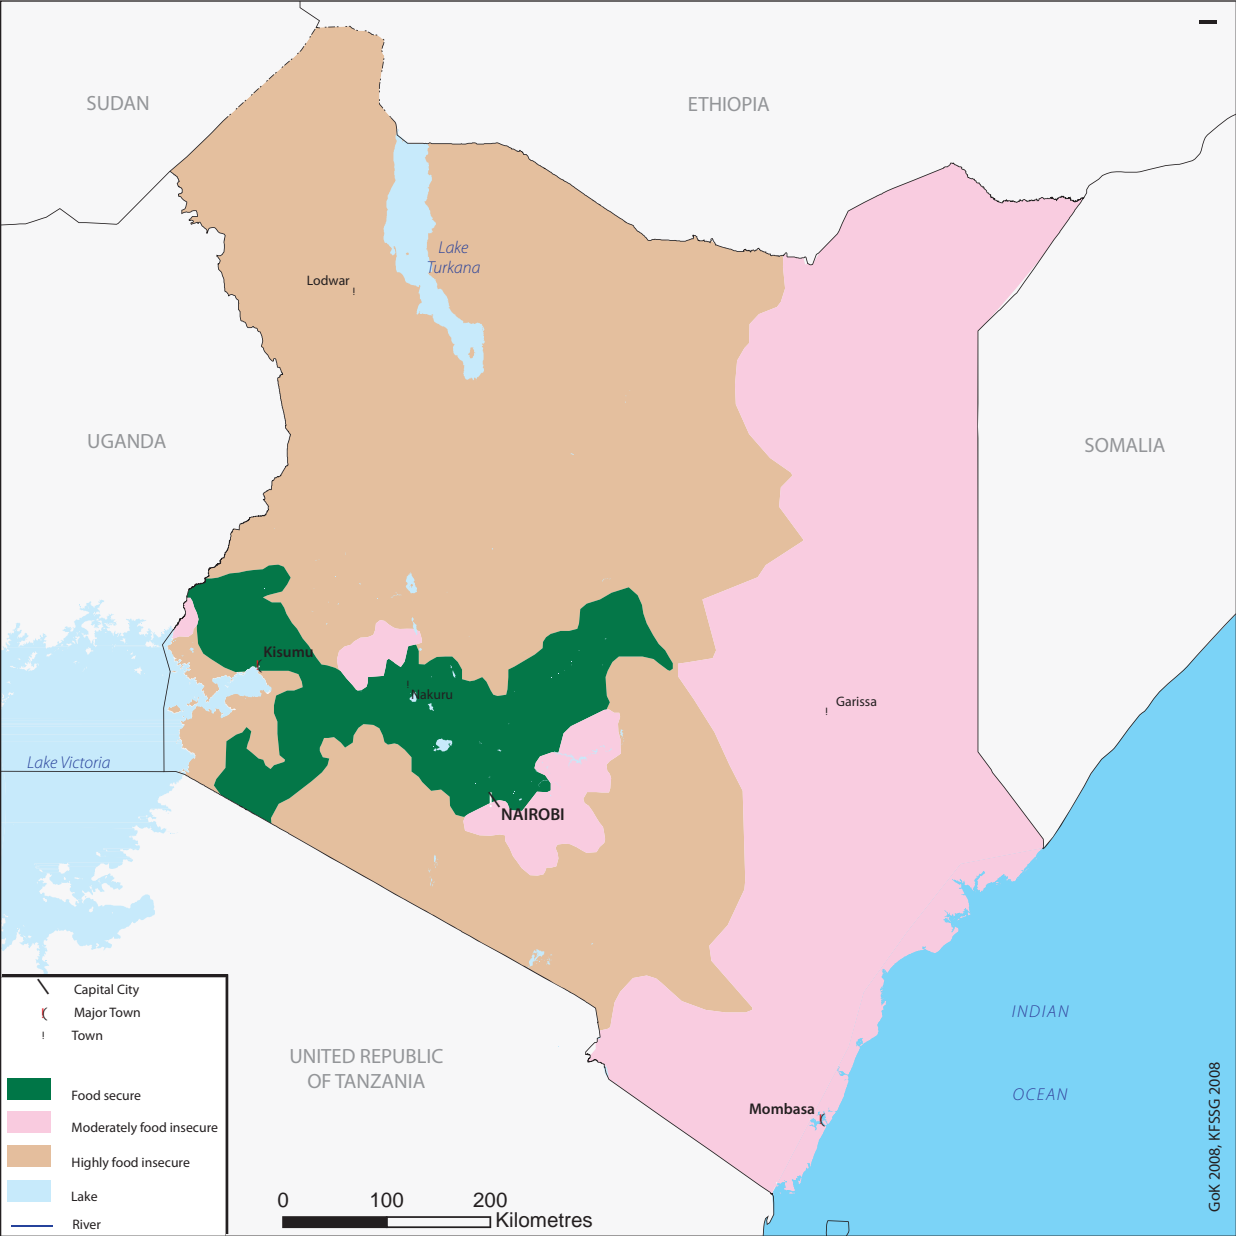 SUDAN
ETHIOPIA
Lake
Turkana
Lodwar
UGANDA
SOMALIA
Kisumu
Nakuru
Garissa
Lake Victoria
NAIROBI
INDIAN
OCEAN
UNITED REPUBLIC
OF TANZANIA
Mombasa
Capital City
Major Town
Town
Food secure
Moderately food insecure
Highly food insecure
Lake
River
0 100 200
Kilometres
GoK 2008, KFSSG 2008